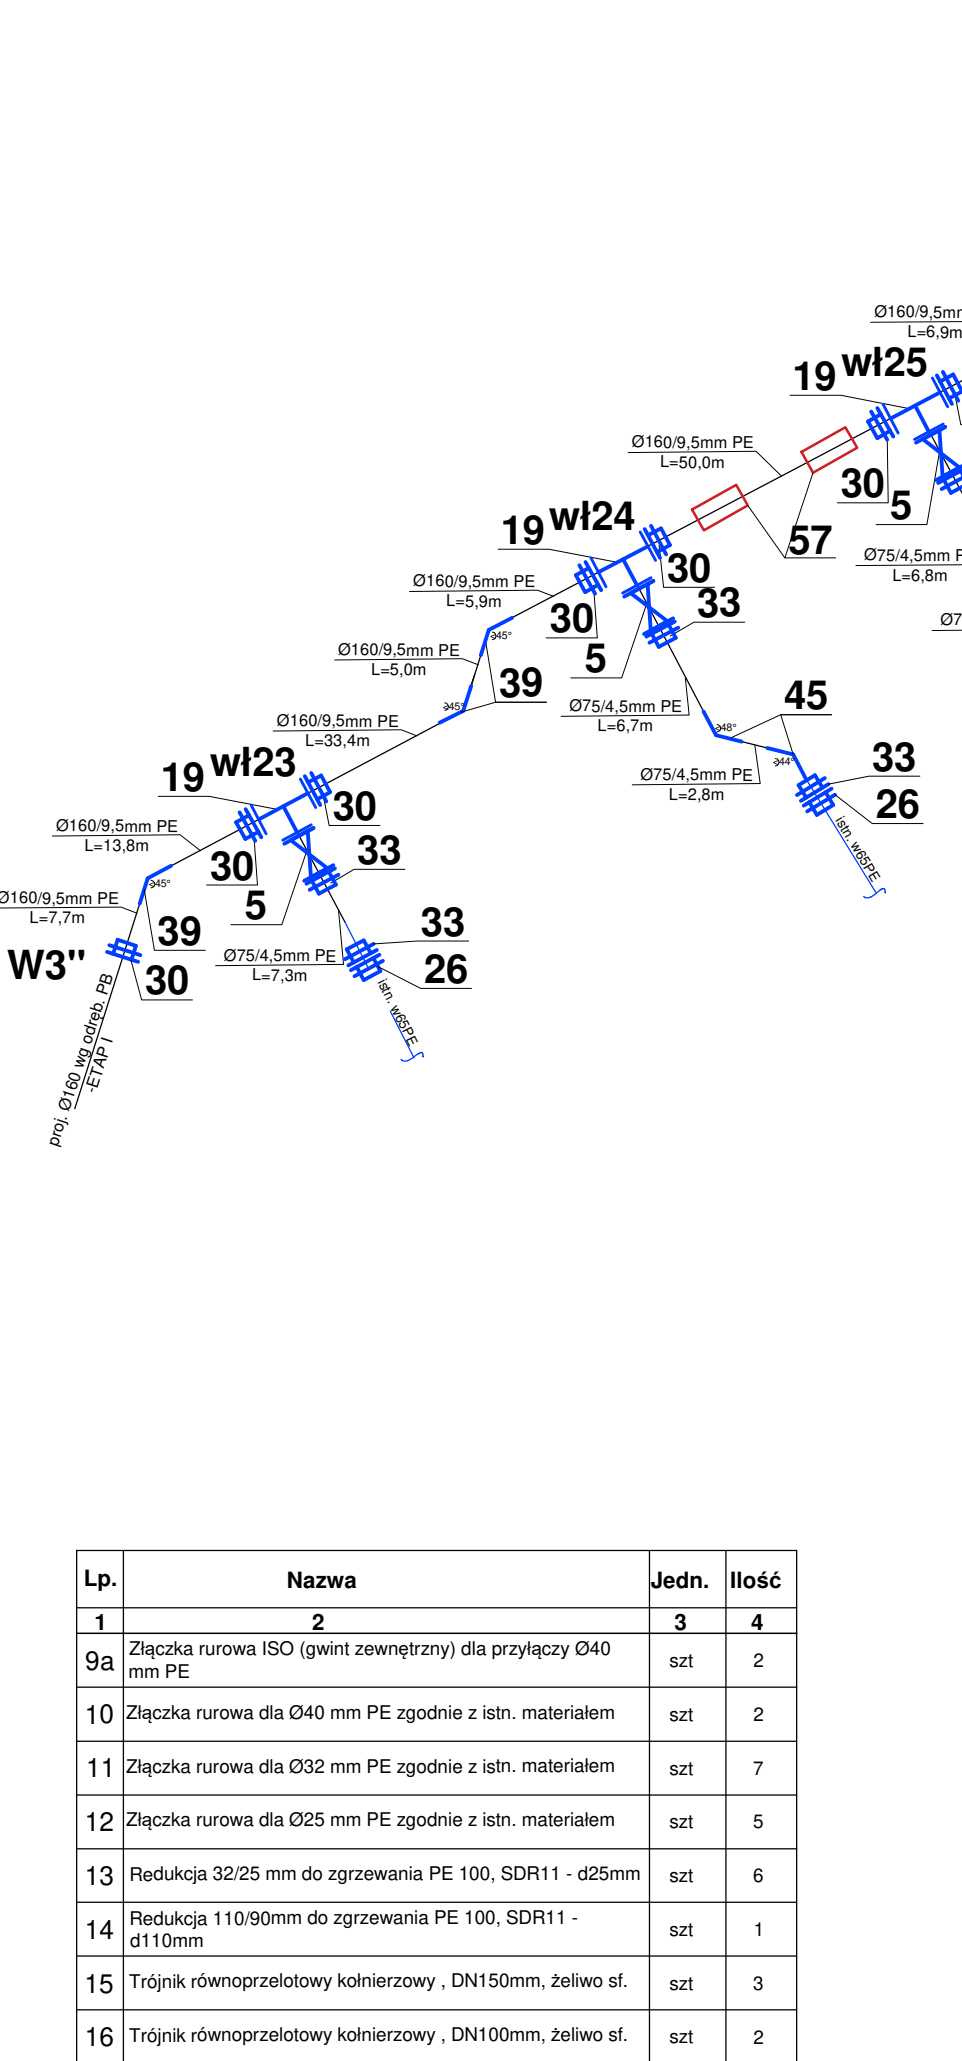 Ø160/9,5mm
L=6,9m
19 wł25
Ø160/9,5mm PE
L=50,0m
30
5
57
Ø75/4,5mm P
L=6,8m
Ø7
19 wł24
30
33
Ø160/9,5mm PE
L=5,9m
30
5
⦟45°
Ø160/9,5mm PE
L=5,0m
39
⦟45°
Ø75/4,5mm PE
L=6,7m
45
⦟48°
⦟44°
Ø75/4,5mm PE
L=2,8m
33
26
istn. w65PE
Ø160/9,5mm PE
L=33,4m
19 wł23
30
33
Ø160/9,5mm PE
L=13,8m
30
5
⦟45°
Ø160/9,5mm PE
L=7,7m
39
33
26
Ø75/4,5mm PE
L=7,3m
W3"
30
istn. w65PE
proj. Ø160 wg odręb. PB
-ETAP I
Lp. Nazwa Jedn. Ilość
1 2 3 4
9a Złączka rurowa ISO (gwint zewnętrzny) dla przyłączy Ø40
mm PE szt 2
10 Złączka rurowa dla Ø40 mm PE zgodnie z istn. materiałem szt 2
11 Złączka rurowa dla Ø32 mm PE zgodnie z istn. materiałem szt 7
12 Złączka rurowa dla Ø25 mm PE zgodnie z istn. materiałem szt 5
13 Redukcja 32/25 mm do zgrzewania PE 100, SDR11 - d25mm szt 6
14 Redukcja 110/90mm do zgrzewania PE 100, SDR11 -
d110mm szt 1
15 Trójnik równoprzelotowy kołnierzowy , DN150mm, żeliwo sf. szt 3
16 Trójnik równoprzelotowy kołnierzowy , DN100mm, żeliwo sf. szt 2